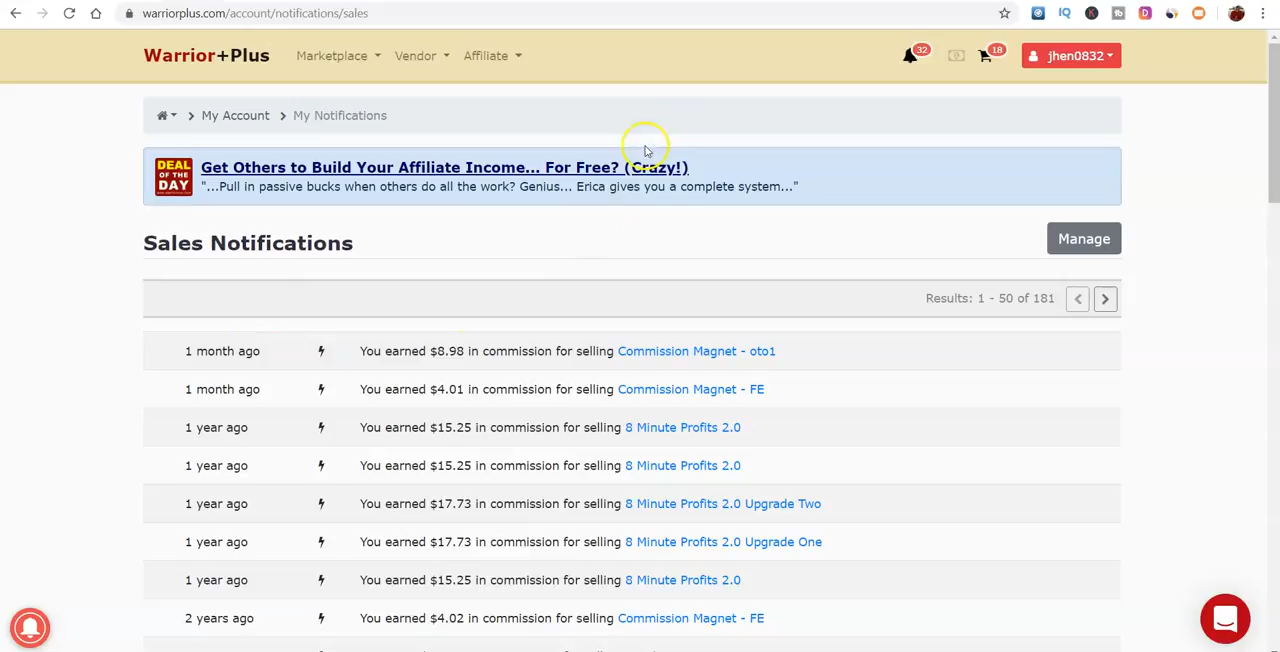 warriorplus.com/account/notifications/sales
IQ
K
tb
D
Warrior+Plus
Marketplace
Vendor
Affiliate
32
18
jhen0832
My Account
My Notifications
DEAL
OF THE
DAY
Get Others to Build Your Affiliate Income... For Free? (Crazy!)
"...Pull in passive bucks when others do all the work? Genius... Erica gives you a complete system..."
Sales Notifications
Manage
Results: 1 - 50 of 181
1 month ago You earned $8.98 in commission for selling Commission Magnet - oto1
1 month ago You earned $4.01 in commission for selling Commission Magnet - FE
1 year ago You earned $15.25 in commission for selling 8 Minute Profits 2.0
1 year ago You earned $15.25 in commission for selling 8 Minute Profits 2.0
1 year ago You earned $17.73 in commission for selling 8 Minute Profits 2.0 Upgrade Two
1 year ago You earned $17.73 in commission for selling 8 Minute Profits 2.0 Upgrade One
1 year ago You earned $15.25 in commission for selling 8 Minute Profits 2.0
2 years ago You earned $4.02 in commission for selling Commission Magnet - FE